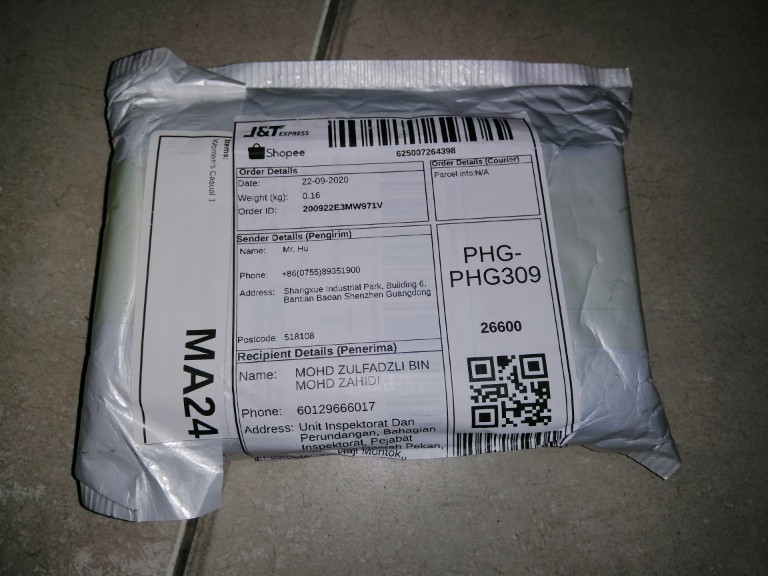 J&T EXPRESS
Shopee
625007264398
Order Details
Date: 22-09-2020
Weight (kg): 0.16
Order ID: 200922E3MW971V
Order Details (Courier)
Parcel info:N/A
Sender Details (Pengirim)
Name: Mr. Hu
Phone: +86(0755)89351900
Address: Shangxue Industrial Park, Building 6,
Bantian Baoan Shenzhen Guangdong
Postcode: 518108
PHG-
PHG309
26600
Recipient Details (Penerima)
Name: MOHD ZULFADZLI BIN
MOHD ZAHIDI
Phone: 60129666017
Address: Unit Inspektorat Dan
Perundangan, Bahagian
Inspektorat, Pejabat
Pekan,
Haji Montok,
Items:
Women's Casual 1
MA24